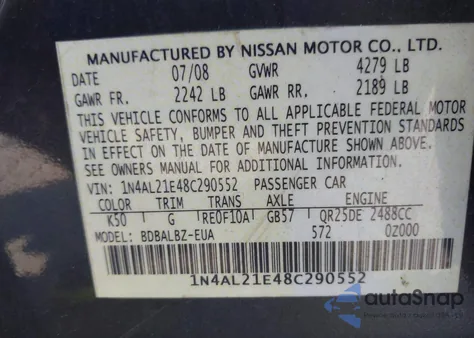 MANUFACTURED BY NISSAN MOTOR CO., LTD.
DATE 07/08 GVWR 4279 LB
GAWR FR. 2242 LB GAWR RR. 2189 LB
THIS VEHICLE CONFORMS TO ALL APPLICABLE FEDERAL MOTOR
VEHICLE SAFETY, BUMPER AND THEFT PREVENTION STANDARDS
IN EFFECT ON THE DATE OF MANUFACTURE SHOWN ABOVE.
SEE OWNERS MANUAL FOR ADDITIONAL INFORMATION.
VIN: 1N4AL21E48C290552 PASSENGER CAR
COLOR TRIM TRANS AXLE ENGINE
K50 G RE0F10A GB57 QR25DE 2488CC
MODEL: BDBALBZ-EUA 572 0Z000
1N4AL21E48C290552
autoSnap